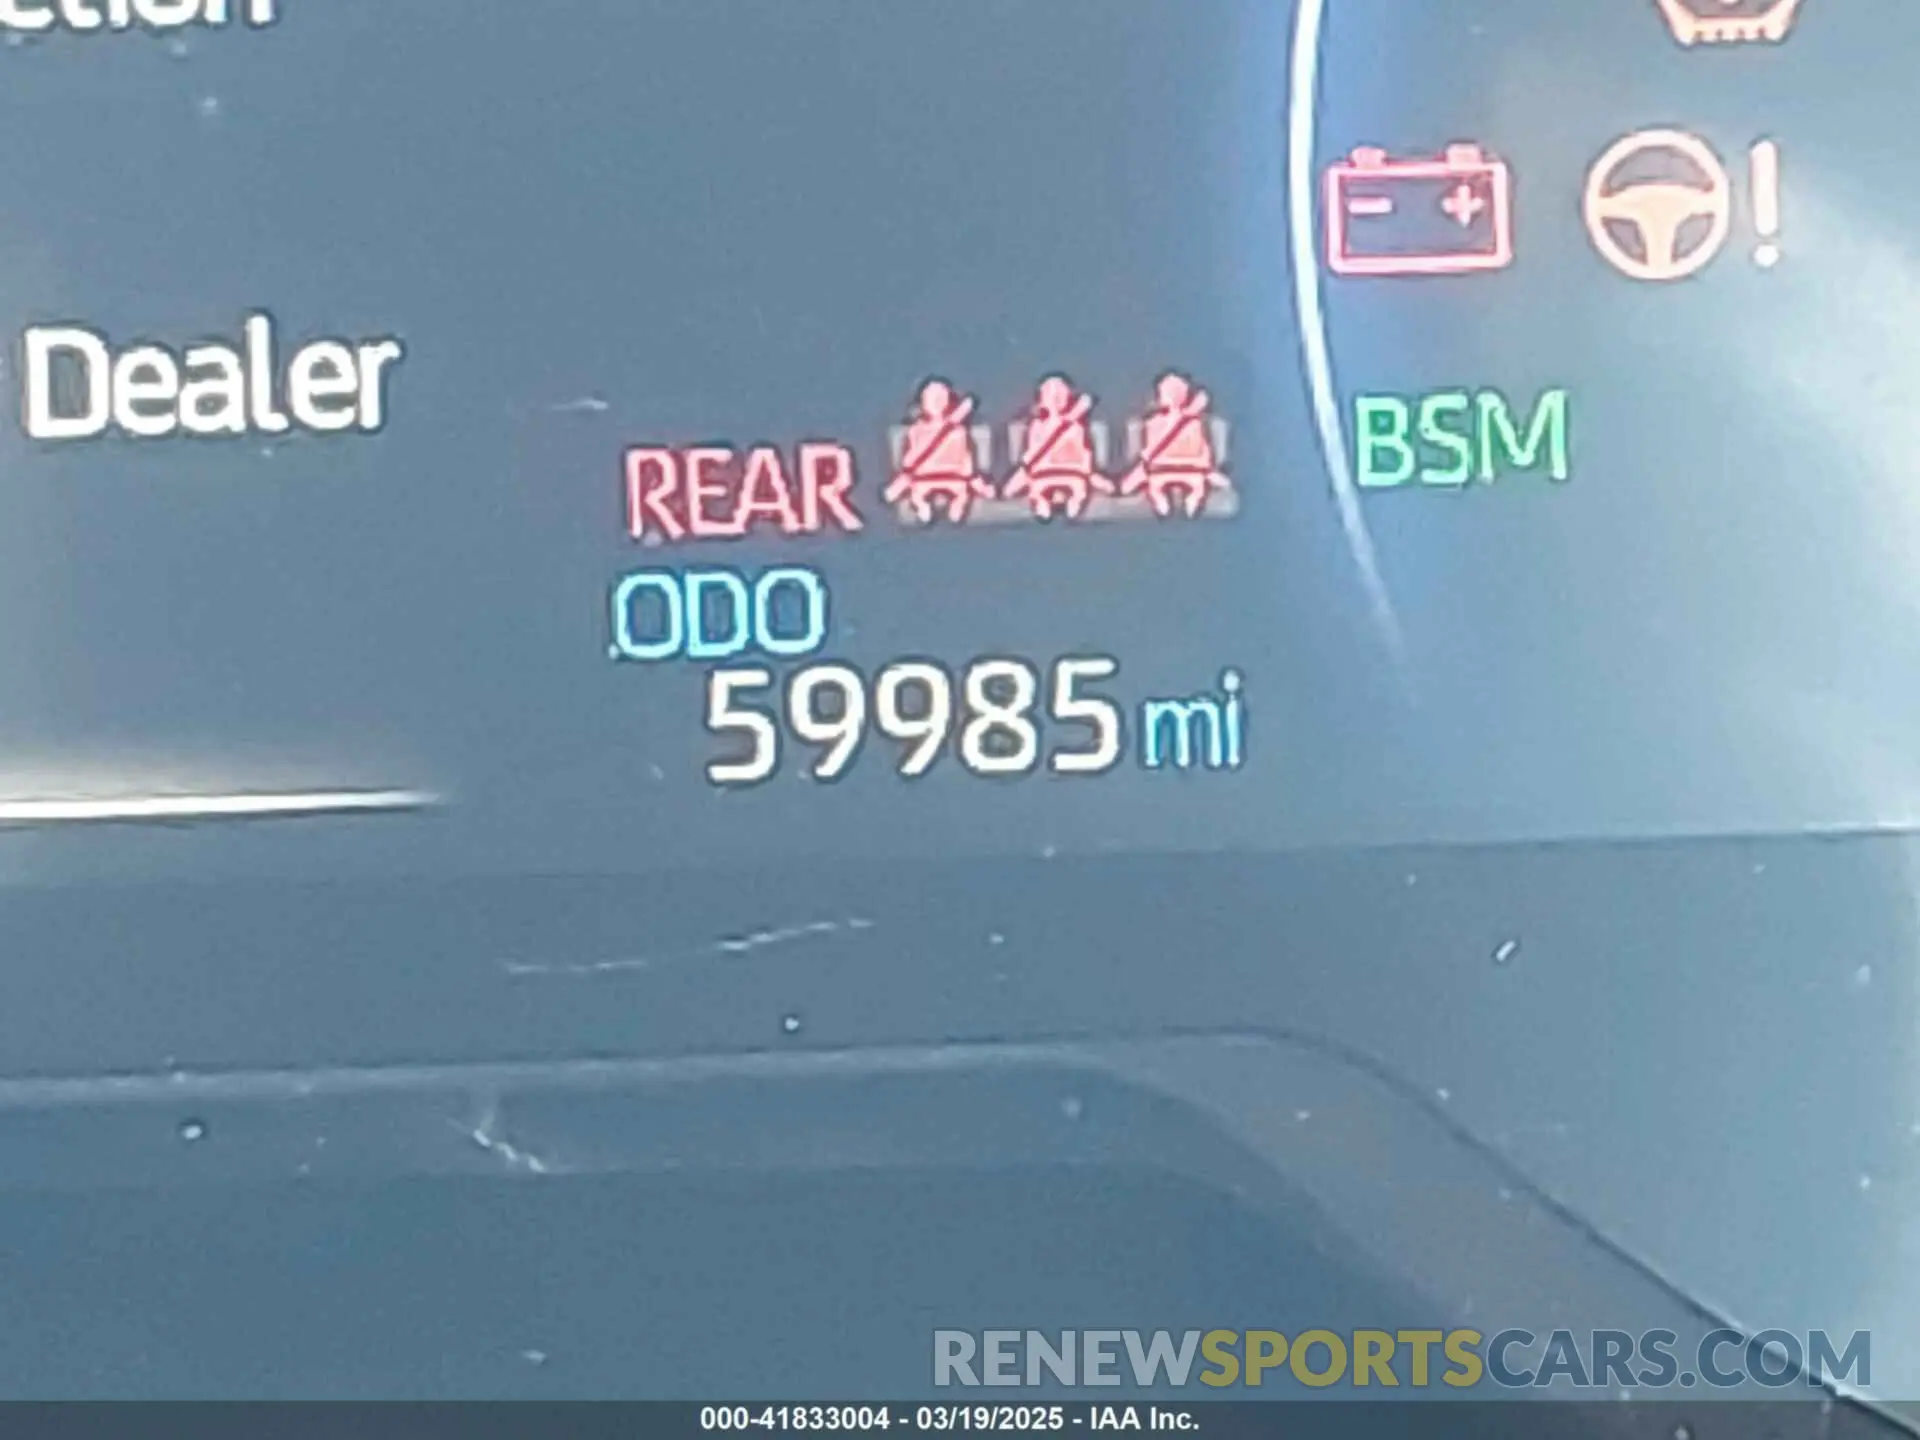 Dealer
REAR
BSM
ODO
59985 mi
RENEWSPORTSCARS.COM
000-41833004 - 03/19/2025 - IAA Inc.